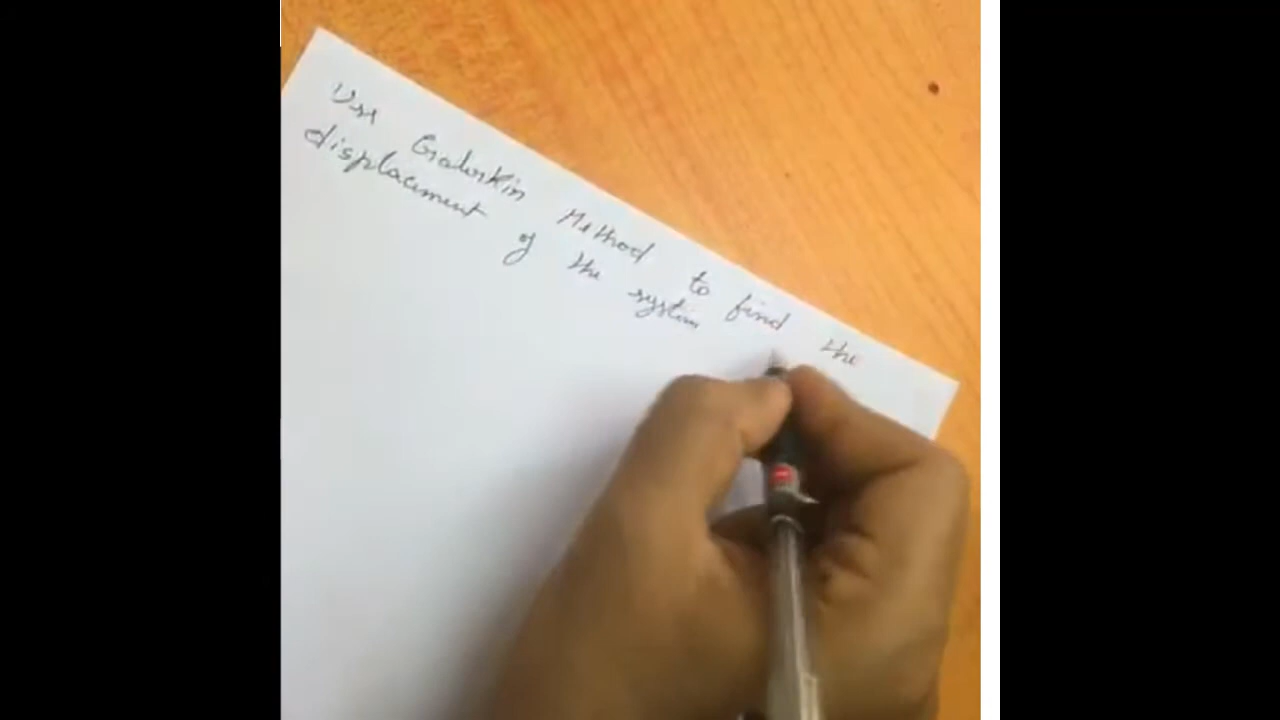 Use Galerkin Method to find the
displacement of the system